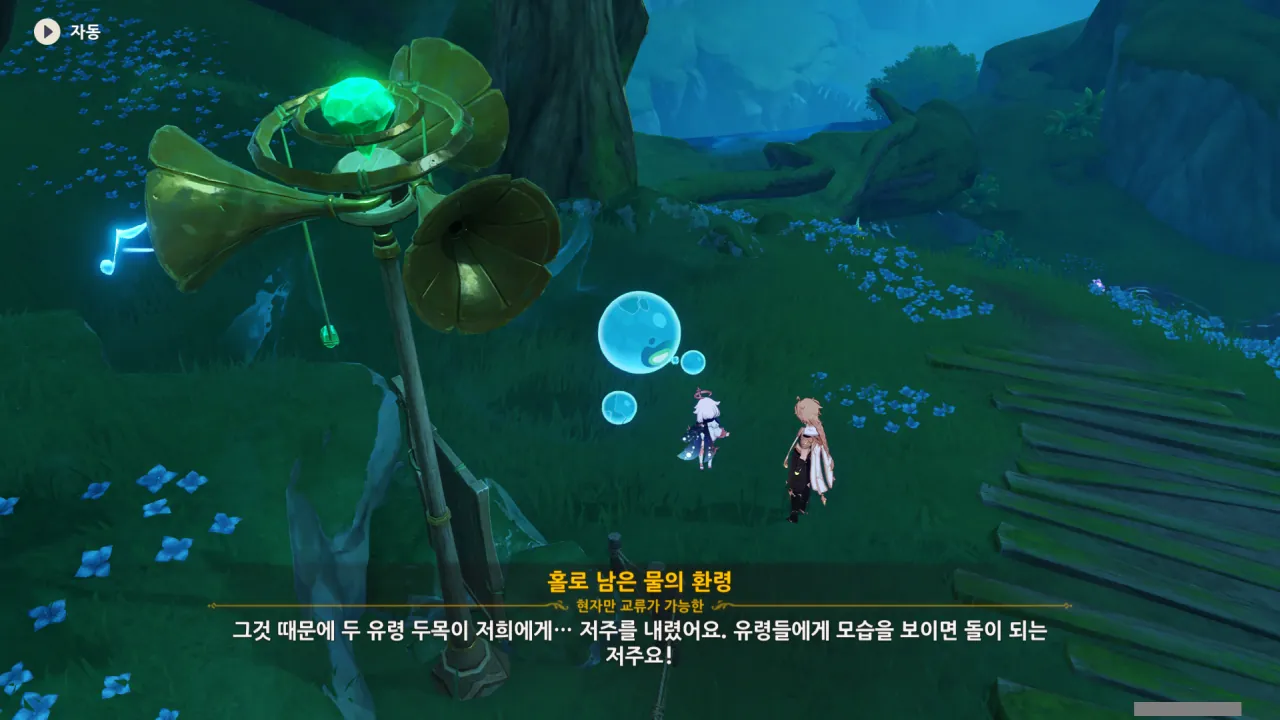 자동
홀로 남은 물의 환령
현자만 교류가 가능한
그것 때문에 두 유령 두목이 저희에게… 저주를 내렸어요. 유령들에게 모습을 보이면 돌이 되는
저주요!